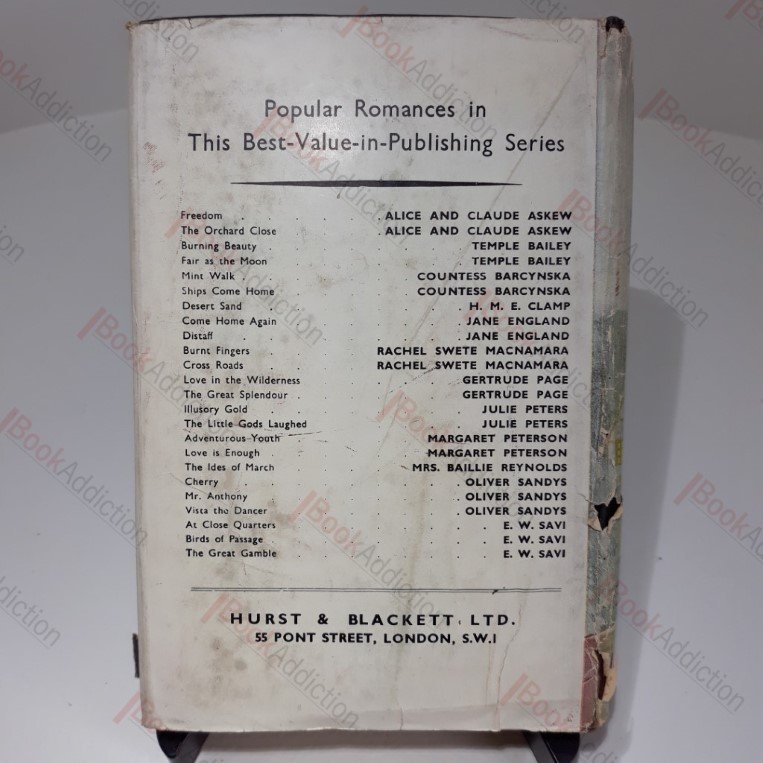 Popular Romances in
This Best-Value-in-Publishing Series
Freedom . . . . . ALICE AND CLAUDE ASKEW
The Orchard Close . . . . ALICE AND CLAUDE ASKEW
Burning Beauty . . . . . TEMPLE BAILEY
Fair as the Moon . . . . . TEMPLE BAILEY
Mint Walk . . . . . COUNTESS BARCYNSKA
Ships Come Home . . . . COUNTESS BARCYNSKA
Desert Sand . . . . . H. M. E. CLAMP
Come Home Again . . . . . JANE ENGLAND
Distaff . . . . . . JANE ENGLAND
Burnt Fingers . . . . RACHEL SWETE MACNAMARA
Cross Roads . . . . RACHEL SWETE MACNAMARA
Love in the Wilderness . . . . GERTRUDE PAGE
The Great Splendour . . . . . GERTRUDE PAGE
Illusory Gold . . . . . JULIE PETERS
The Little Gods Laughed . . . . JULIE PETERS
Adventurous Youth . . . . MARGARET PETERSON
Love is Enough . . . . MARGARET PETERSON
The Ides of March . . . . MRS. BAILLIE REYNOLDS
Cherry . . . . . . OLIVER SANDYS
Mr. Anthony . . . . . OLIVER SANDYS
Vista the Dancer . . . . . OLIVER SANDYS
At Close Quarters . . . . . E. W. SAVI
Birds of Passage . . . . . E. W. SAVI
The Great Gamble . . . . . E. W. SAVI
HURST & BLACKETT, LTD.
55 PONT STREET, LONDON, S.W.1
BookAddiction